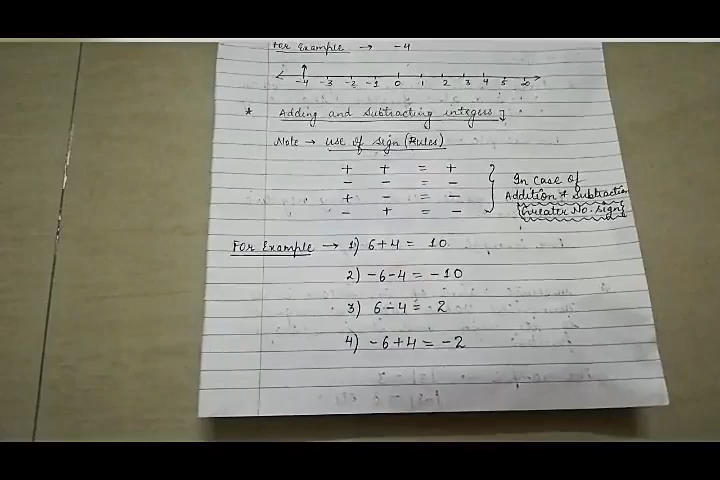 For Example → -4
-4 -3 -2 -1 0 1 2 3 4 5 ∞
* Adding and Subtracting integers
Note → Use of sign (Rules)
+ + = +
- - = -
+ - = -
- + = -
In case of
Addition & Subtraction
Greater No. sign
For Example → 1) 6+4 = 10
2) -6-4 = -10
3) 6-4 = 2
4) -6+4 = -2